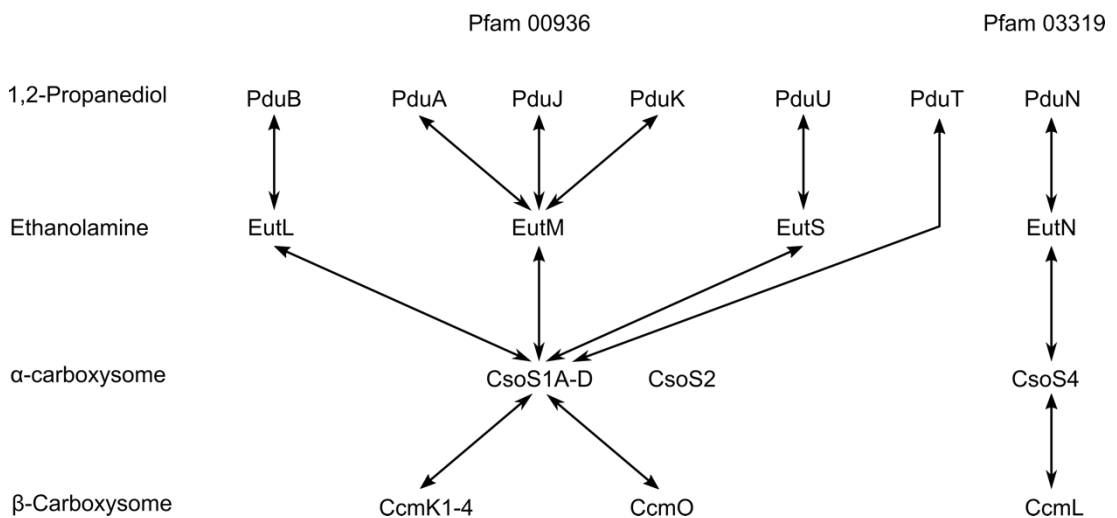 Pfam 00936 Pfam 03319
1,2-Propanediol PduB PduA PduJ PduK PduU PduT PduN
Ethanolamine EutL EutM EutS EutN
α-carboxysome CsoS1A-D CsoS2 CsoS4
β-Carboxysome CcmK1-4 CcmO CcmL